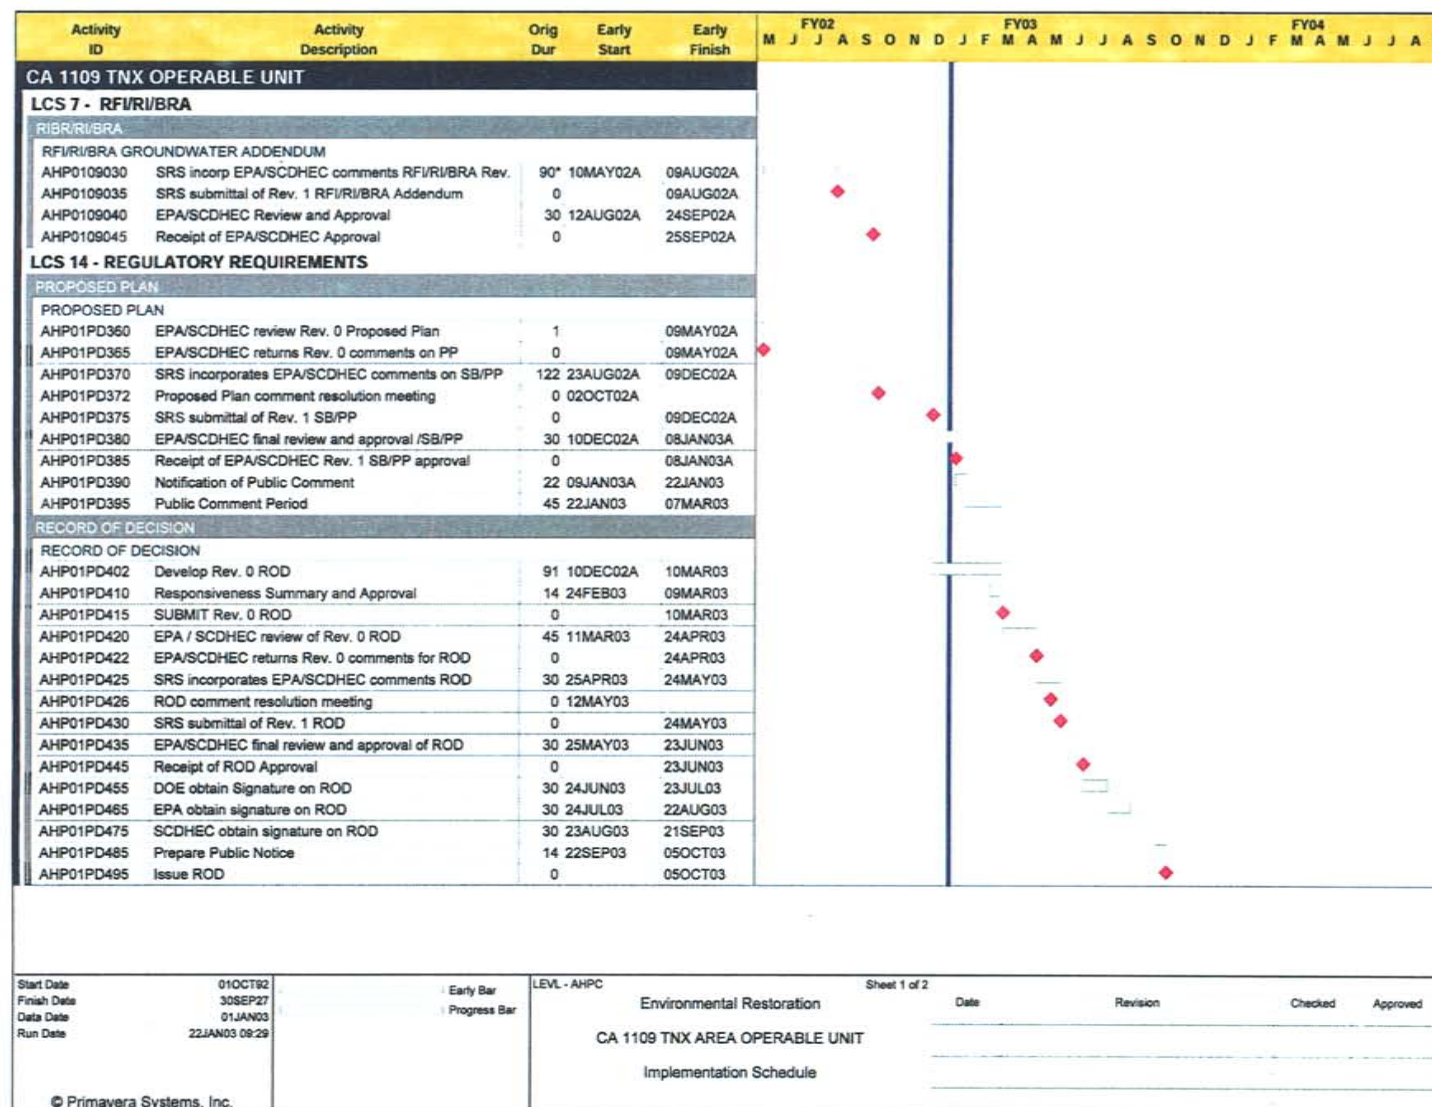 Activity Activity Orig Early Early FY02 FY03 FY04
ID Description Dur Start Finish M J J A S O N D J F M A M J J A S O N D J F M A M J J A
CA 1109 TNX OPERABLE UNIT
LCS 7 - RFI/RI/BRA
RIBR/RI/BRA
RFI/RI/BRA GROUNDWATER ADDENDUM
AHP0109030 SRS incorp EPA/SCDHEC comments RFI/RI/BRA Rev. 90* 10MAY02A 09AUG02A
AHP0109035 SRS submittal of Rev. 1 RFI/RI/BRA Addendum 0 09AUG02A
AHP0109040 EPA/SCDHEC Review and Approval 30 12AUG02A 24SEP02A
AHP0109045 Receipt of EPA/SCDHEC Approval 0 25SEP02A
LCS 14 - REGULATORY REQUIREMENTS
PROPOSED PLAN
PROPOSED PLAN
AHP01PD360 EPA/SCDHEC review Rev. 0 Proposed Plan 1 09MAY02A
AHP01PD365 EPA/SCDHEC returns Rev. 0 comments on PP 0 09MAY02A
AHP01PD370 SRS incorporates EPA/SCDHEC comments on SB/PP 122 23AUG02A 09DEC02A
AHP01PD372 Proposed Plan comment resolution meeting 0 02OCT02A
AHP01PD375 SRS submittal of Rev. 1 SB/PP 0 09DEC02A
AHP01PD380 EPA/SCDHEC final review and approval /SB/PP 30 10DEC02A 08JAN03A
AHP01PD385 Receipt of EPA/SCDHEC Rev. 1 SB/PP approval 0 08JAN03A
AHP01PD390 Notification of Public Comment 22 09JAN03A 22JAN03
AHP01PD395 Public Comment Period 45 22JAN03 07MAR03
RECORD OF DECISION
RECORD OF DECISION
AHP01PD402 Develop Rev. 0 ROD 91 10DEC02A 10MAR03
AHP01PD410 Responsiveness Summary and Approval 14 24FEB03 09MAR03
AHP01PD415 SUBMIT Rev. 0 ROD 0 10MAR03
AHP01PD420 EPA / SCDHEC review of Rev. 0 ROD 45 11MAR03 24APR03
AHP01PD422 EPA/SCDHEC returns Rev. 0 comments for ROD 0 24APR03
AHP01PD425 SRS incorporates EPA/SCDHEC comments ROD 30 25APR03 24MAY03
AHP01PD426 ROD comment resolution meeting 0 12MAY03
AHP01PD430 SRS submittal of Rev. 1 ROD 0 24MAY03
AHP01PD435 EPA/SCDHEC final review and approval of ROD 30 25MAY03 23JUN03
AHP01PD445 Receipt of ROD Approval 0 23JUN03
AHP01PD455 DOE obtain Signature on ROD 30 24JUN03 23JUL03
AHP01PD465 EPA obtain signature on ROD 30 24JUL03 22AUG03
AHP01PD475 SCDHEC obtain signature on ROD 30 23AUG03 21SEP03
AHP01PD485 Prepare Public Notice 14 22SEP03 05OCT03
AHP01PD495 Issue ROD 0 05OCT03
Start Date 01OCT92
Finish Date 30SEP27
Data Date 01JAN03
Run Date 22JAN03 09:29
© Primavera Systems, Inc.
Early Bar
Progress Bar
LEVL - AHPC Sheet 1 of 2
Environmental Restoration
CA 1109 TNX AREA OPERABLE UNIT
Implementation Schedule
Date Revision Checked Approved